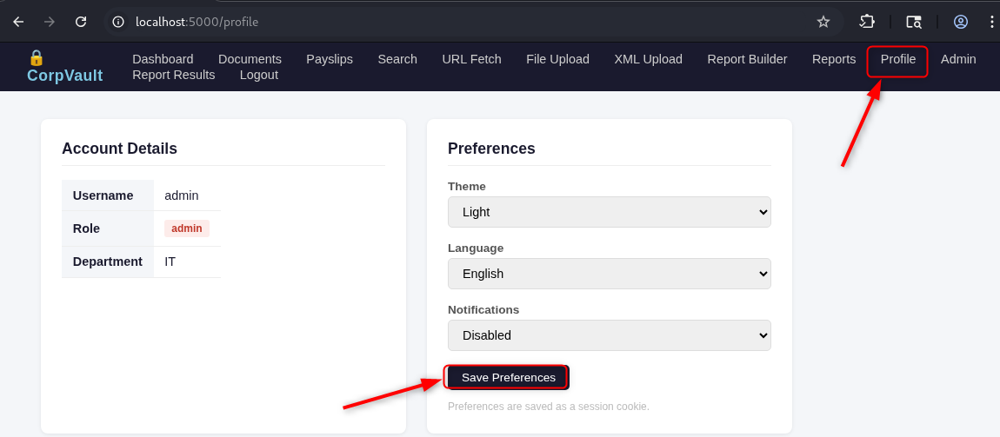 localhost:5000/profile
CorpVault
Dashboard Documents Payslips Search URL Fetch File Upload XML Upload Report Builder Reports Profile Admin
Report Results Logout
Account Details
Username admin
Role admin
Department IT
Preferences
Theme
Light
Language
English
Notifications
Disabled
Save Preferences
Preferences are saved as a session cookie.